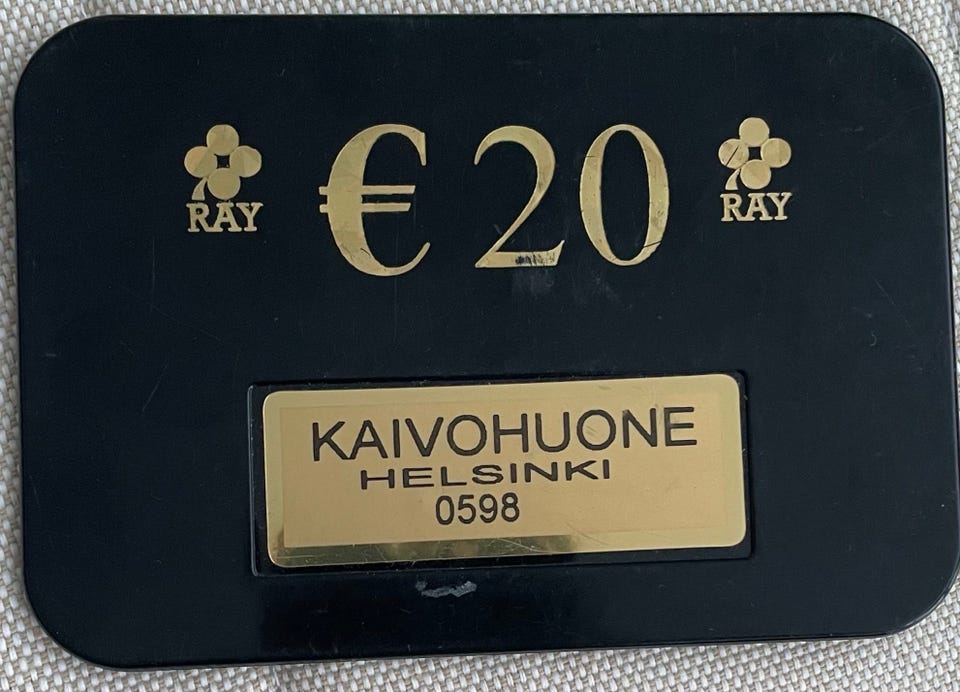 € 20
RAY RAY
KAIVOHUONE
HELSINKI
0598